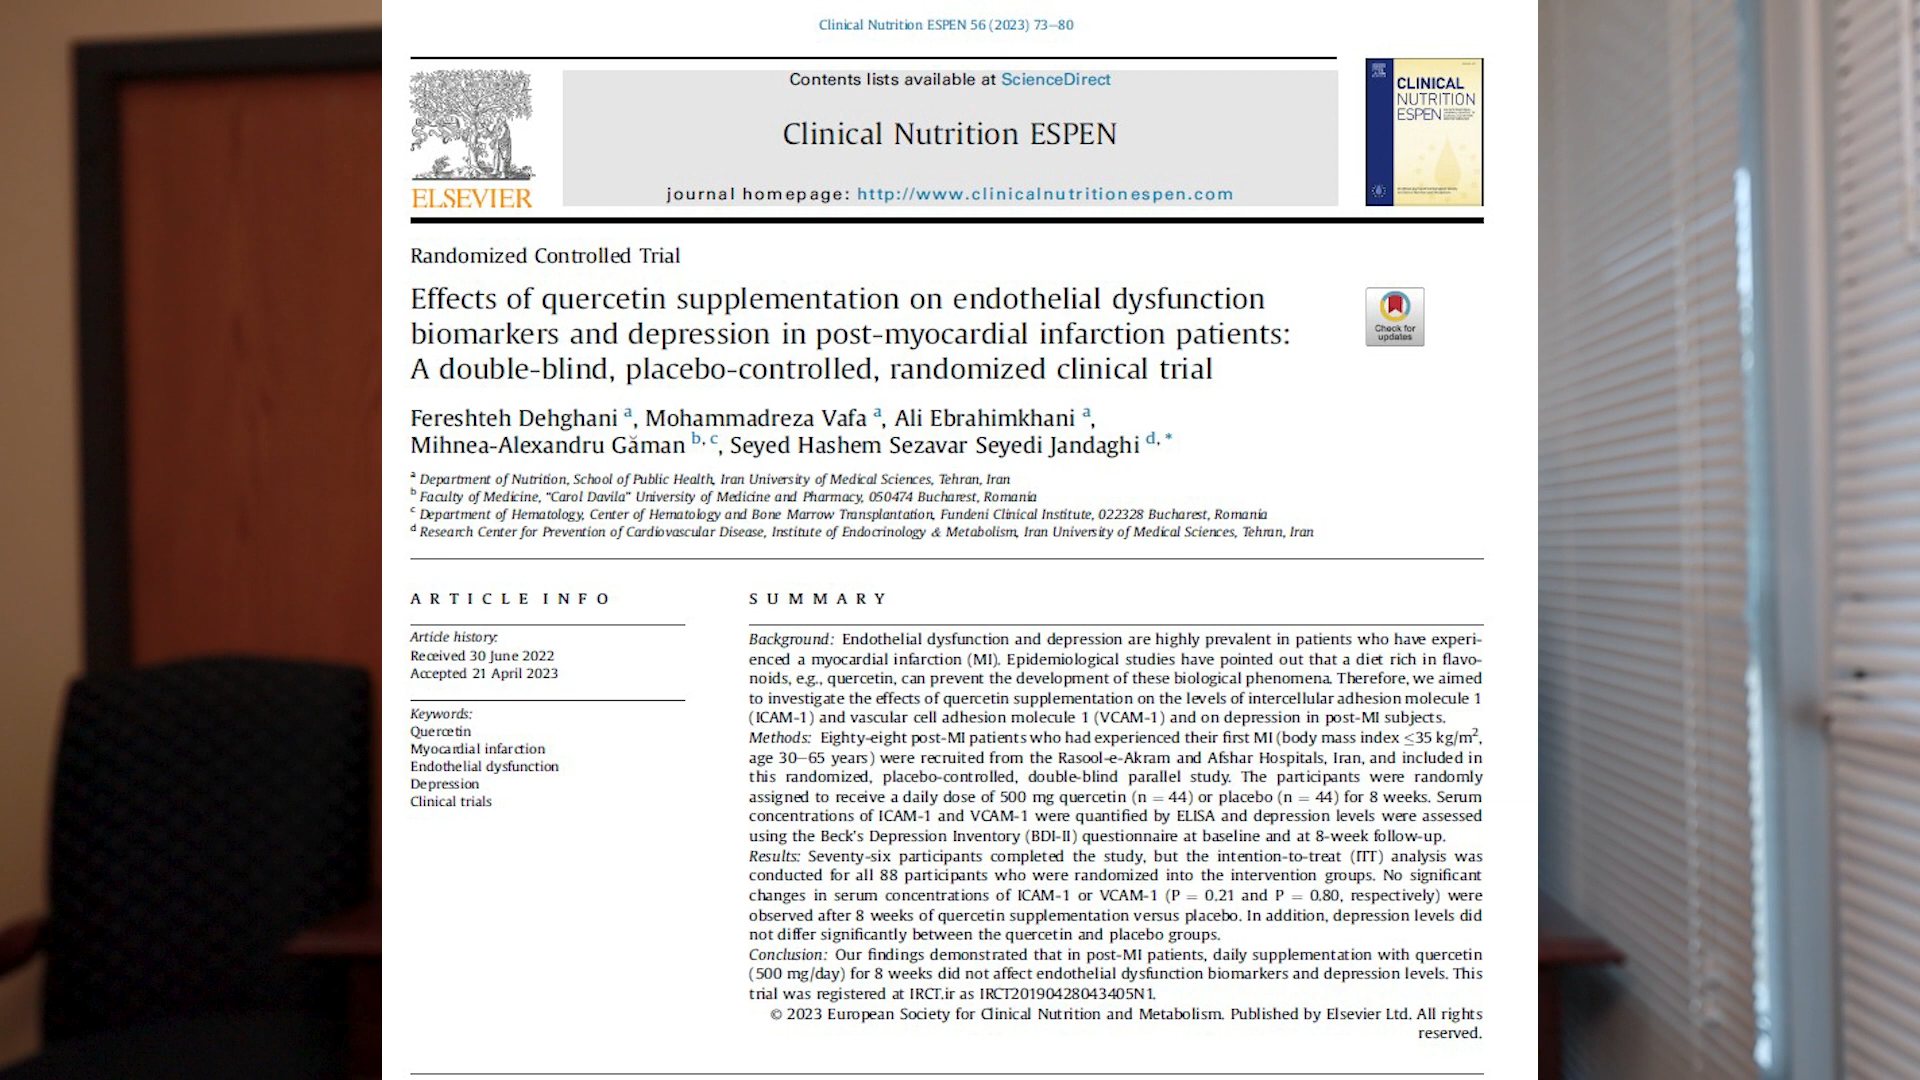 Clinical Nutrition ESPEN 56 (2023) 73–80
Contents lists available at ScienceDirect
Clinical Nutrition ESPEN
journal homepage: http://www.clinicalnutritionespen.com
ELSEVIER
CLINICAL
NUTRITION
ESPEN
Randomized Controlled Trial
Effects of quercetin supplementation on endothelial dysfunction
biomarkers and depression in post-myocardial infarction patients:
A double-blind, placebo-controlled, randomized clinical trial
Check for
updates
Fereshteh Dehghani a, Mohammadreza Vafa a, Ali Ebrahimkhani a,
Mihnea-Alexandru Găman b, c, Seyed Hashem Sezavar Seyedi Jandaghi d, *
a Department of Nutrition, School of Public Health, Iran University of Medical Sciences, Tehran, Iran
b Faculty of Medicine, "Carol Davila" University of Medicine and Pharmacy, 050474 Bucharest, Romania
c Department of Hematology, Center of Hematology and Bone Marrow Transplantation, Fundeni Clinical Institute, 022328 Bucharest, Romania
d Research Center for Prevention of Cardiovascular Disease, Institute of Endocrinology & Metabolism, Iran University of Medical Sciences, Tehran, Iran
ARTICLE INFO
Article history:
Received 30 June 2022
Accepted 21 April 2023
Keywords:
Quercetin
Myocardial infarction
Endothelial dysfunction
Depression
Clinical trials
SUMMARY
Background: Endothelial dysfunction and depression are highly prevalent in patients who have experi-
enced a myocardial infarction (MI). Epidemiological studies have pointed out that a diet rich in flavo-
noids, e.g., quercetin, can prevent the development of these biological phenomena. Therefore, we aimed
to investigate the effects of quercetin supplementation on the levels of intercellular adhesion molecule 1
(ICAM-1) and vascular cell adhesion molecule 1 (VCAM-1) and on depression in post-MI subjects.
Methods: Eighty-eight post-MI patients who had experienced their first MI (body mass index ≤35 kg/m2,
age 30–65 years) were recruited from the Rasool-e-Akram and Afshar Hospitals, Iran, and included in
this randomized, placebo-controlled, double-blind parallel study. The participants were randomly
assigned to receive a daily dose of 500 mg quercetin (n = 44) or placebo (n = 44) for 8 weeks. Serum
concentrations of ICAM-1 and VCAM-1 were quantified by ELISA and depression levels were assessed
using the Beck's Depression Inventory (BDI-II) questionnaire at baseline and at 8-week follow-up.
Results: Seventy-six participants completed the study, but the intention-to-treat (ITT) analysis was
conducted for all 88 participants who were randomized into the intervention groups. No significant
changes in serum concentrations of ICAM-1 or VCAM-1 (P = 0.21 and P = 0.80, respectively) were
observed after 8 weeks of quercetin supplementation versus placebo. In addition, depression levels did
not differ significantly between the quercetin and placebo groups.
Conclusion: Our findings demonstrated that in post-MI patients, daily supplementation with quercetin
(500 mg/day) for 8 weeks did not affect endothelial dysfunction biomarkers and depression levels. This
trial was registered at IRCT.ir as IRCT20190428043405N1.
© 2023 European Society for Clinical Nutrition and Metabolism. Published by Elsevier Ltd. All rights
reserved.